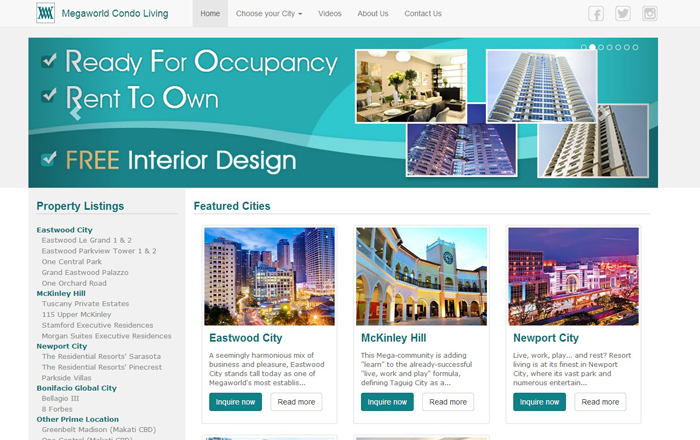 Megaworld Condo Living
Home
Choose your City
Videos
About Us
Contact Us
Ready For Occupancy
Rent To Own
FREE Interior Design
Property Listings
Eastwood City
Eastwood Le Grand 1 & 2
Eastwood Parkview Tower 1 & 2
One Central Park
Grand Eastwood Palazzo
One Orchard Road
McKinley Hill
Tuscany Private Estates
115 Upper McKinley
Stamford Executive Residences
Morgan Suites Executive Residences
Newport City
The Residential Resorts' Sarasota
The Residential Resorts' Pinecrest
Parkside Villas
Bonifacio Global City
Bellagio III
8 Forbes
Other Prime Location
Greenbelt Madison (Makati CBD)
One Central (Makati CBD)
Featured Cities
Eastwood City
A seemingly harmonious mix of
business and pleasure, Eastwood
City stands tall today as one of
Megaworld's most establis...
Inquire now
Read more
McKinley Hill
This Mega-community is adding
"learn" to the already-successful
"live, work and play" formula,
defining Taguig City as a...
Inquire now
Read more
Newport City
Live, work, play... and rest? Resort
living is at its finest in Newport
City, where its vast park and
numerous entertain...
Inquire now
Read more